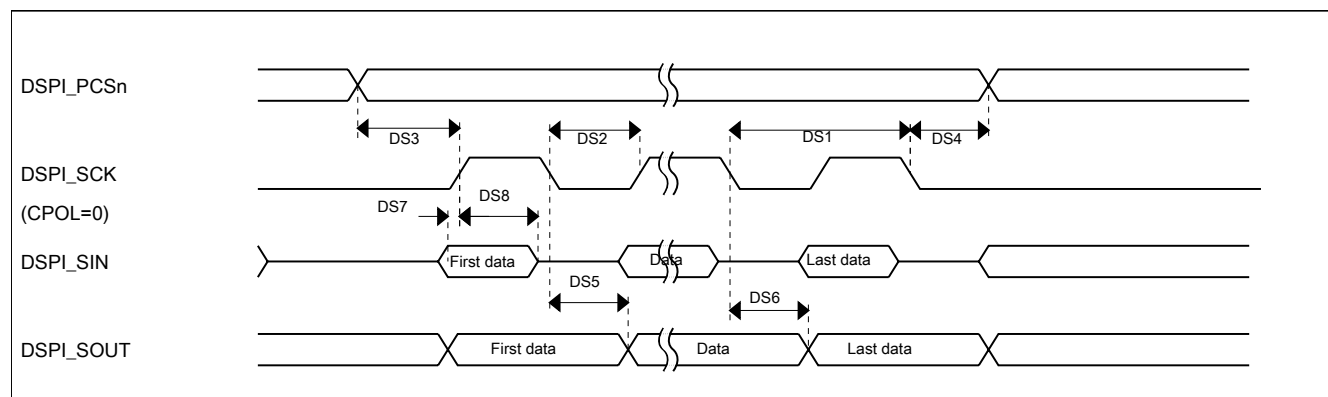 DSPI_PCSn
DS3
DS2
DS1
DS4
DSPI_SCK
(CPOL=0)
DS7
DS8
DSPI_SIN
First data
Data
Last data
DS5
DS6
DSPI_SOUT
First data
Data
Last data